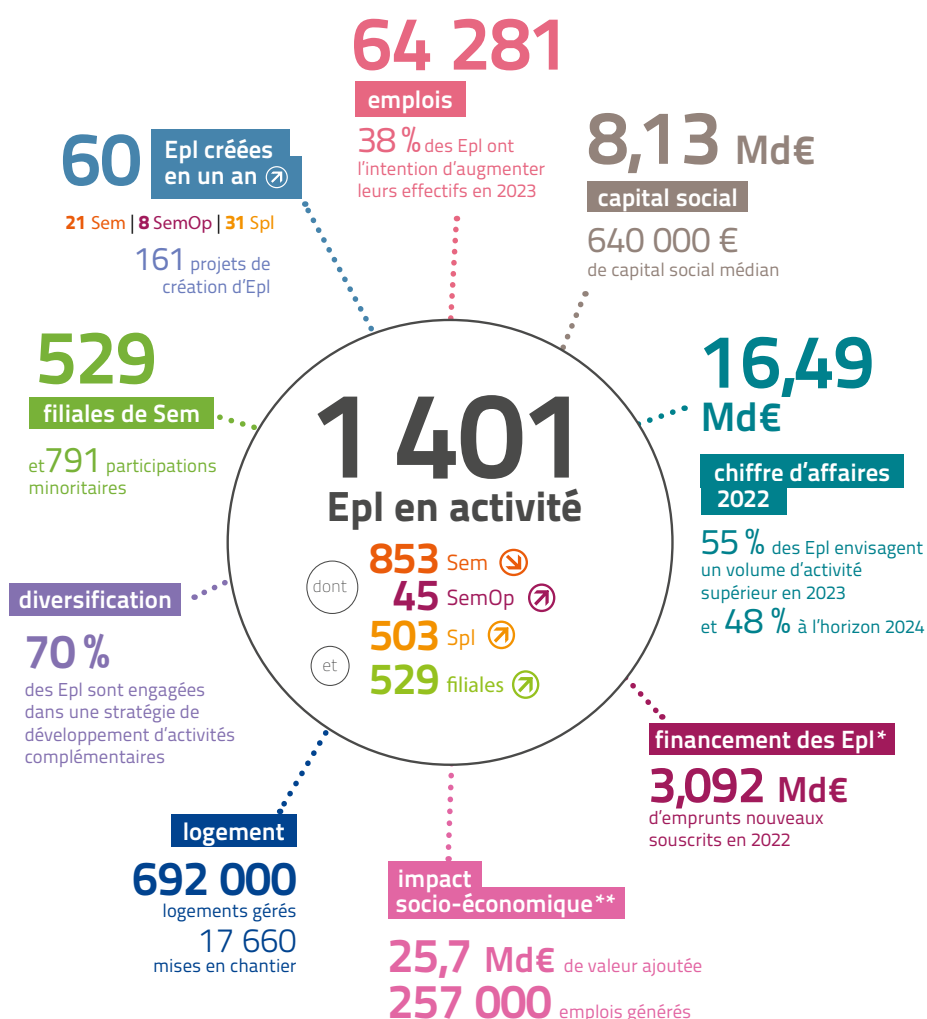 64 281
emplois
38 % des Epl ont
l'intention d'augmenter
leurs effectifs en 2023
60 Epl créées
en un an
21 Sem | 8 SemOp | 31 Spl
161 projets de
création d'Epl
8,13 Md€
capital social
640 000 €
de capital social médian
529
filiales de Sem
et 791 participations
minoritaires
16,49
Md€
chiffre d'affaires
2022
55 % des Epl envisagent
un volume d'activité
supérieur en 2023
et 48 % à l'horizon 2024
1 401
Epl en activité
dont
853 Sem
45 SemOp
503 Spl
et
529 filiales
diversification
70 %
des Epl sont engagées
dans une stratégie de
développement d'activités
complémentaires
financement des Epl*
3,092 Md€
d'emprunts nouveaux
souscrits en 2022
logement
692 000
logements gérés
17 660
mises en chantier
impact
socio-économique**
25,7 Md€ de valeur ajoutée
257 000 emplois générés